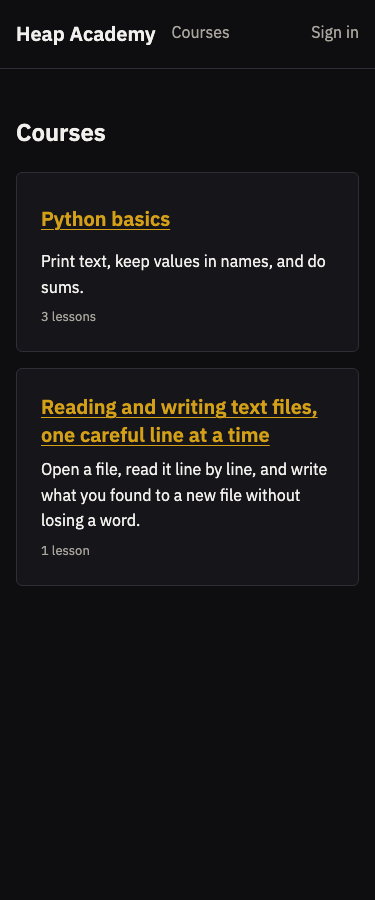 Heap Academy Courses Sign in
Courses
Python basics
Print text, keep values in names, and do
sums.
3 lessons
Reading and writing text files,
one careful line at a time
Open a file, read it line by line, and write
what you found to a new file without
losing a word.
1 lesson